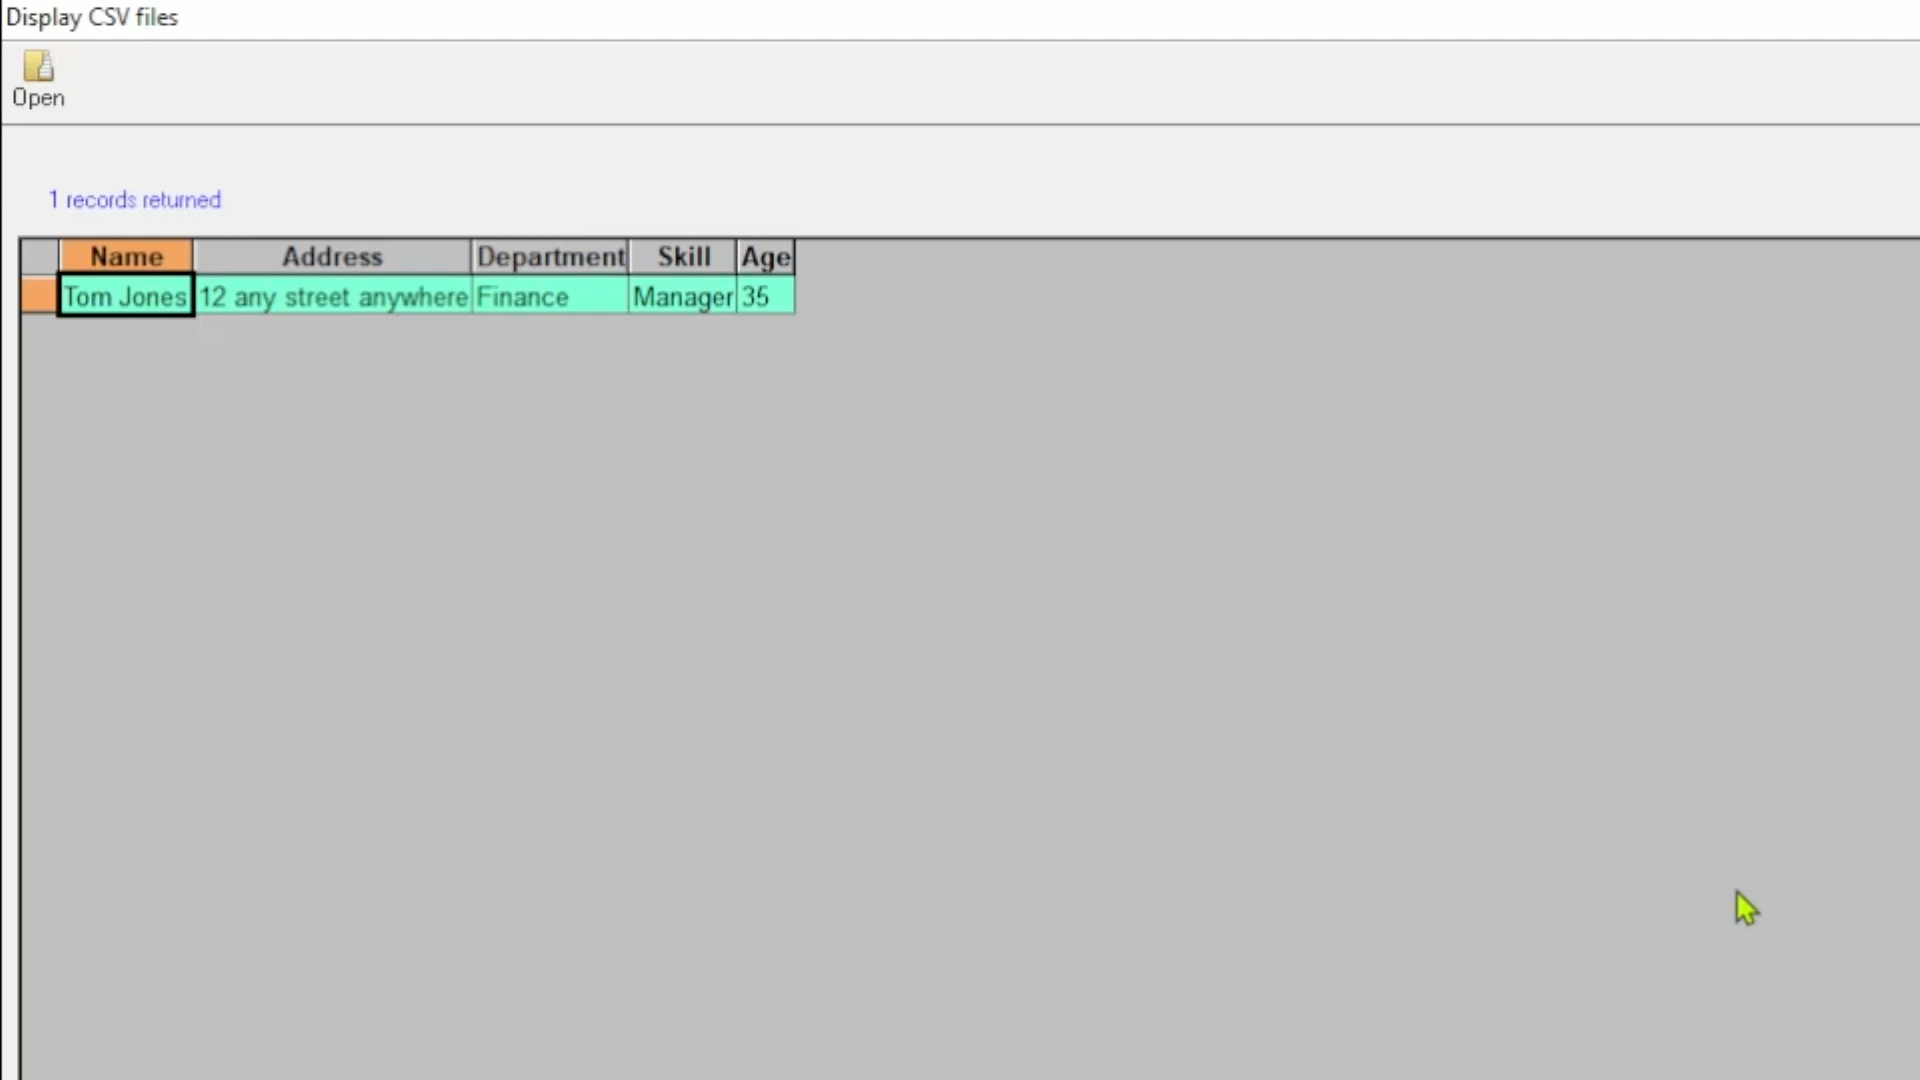 Display CSV files
Open
1 records returned
Name Address Department Skill Age
Tom Jones 12 any street anywhere Finance Manager 35